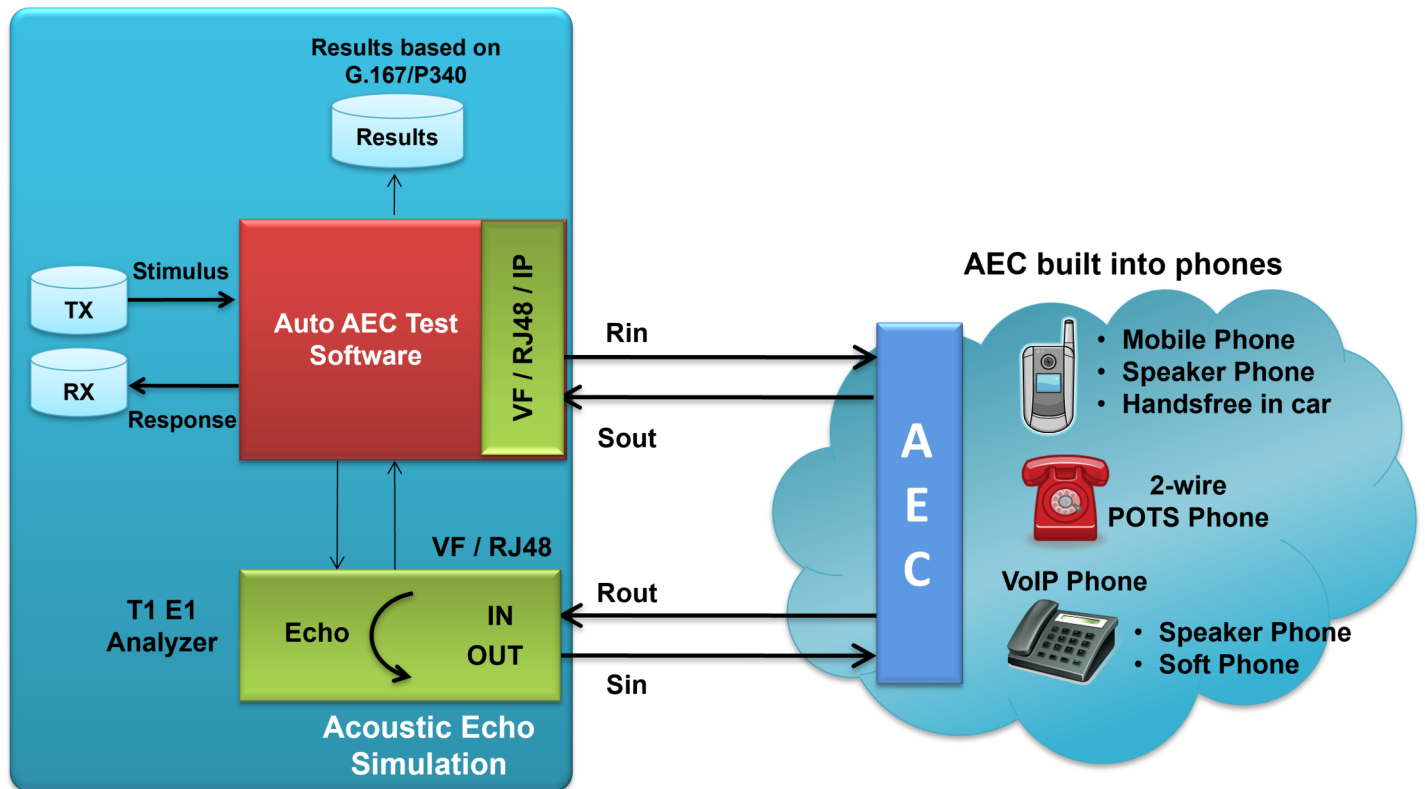 Results based on
G.167/P340
Results
Stimulus
TX
Auto AEC Test
Software
VF / RJ48 / IP
RX
Response
Rin
Sout
AEC built into phones
• Mobile Phone
• Speaker Phone
• Handsfree in car
A
E
C
2-wire
POTS Phone
VoIP Phone
• Speaker Phone
• Soft Phone
VF / RJ48
T1 E1
Analyzer
Echo
IN
OUT
Rout
Sin
Acoustic Echo
Simulation